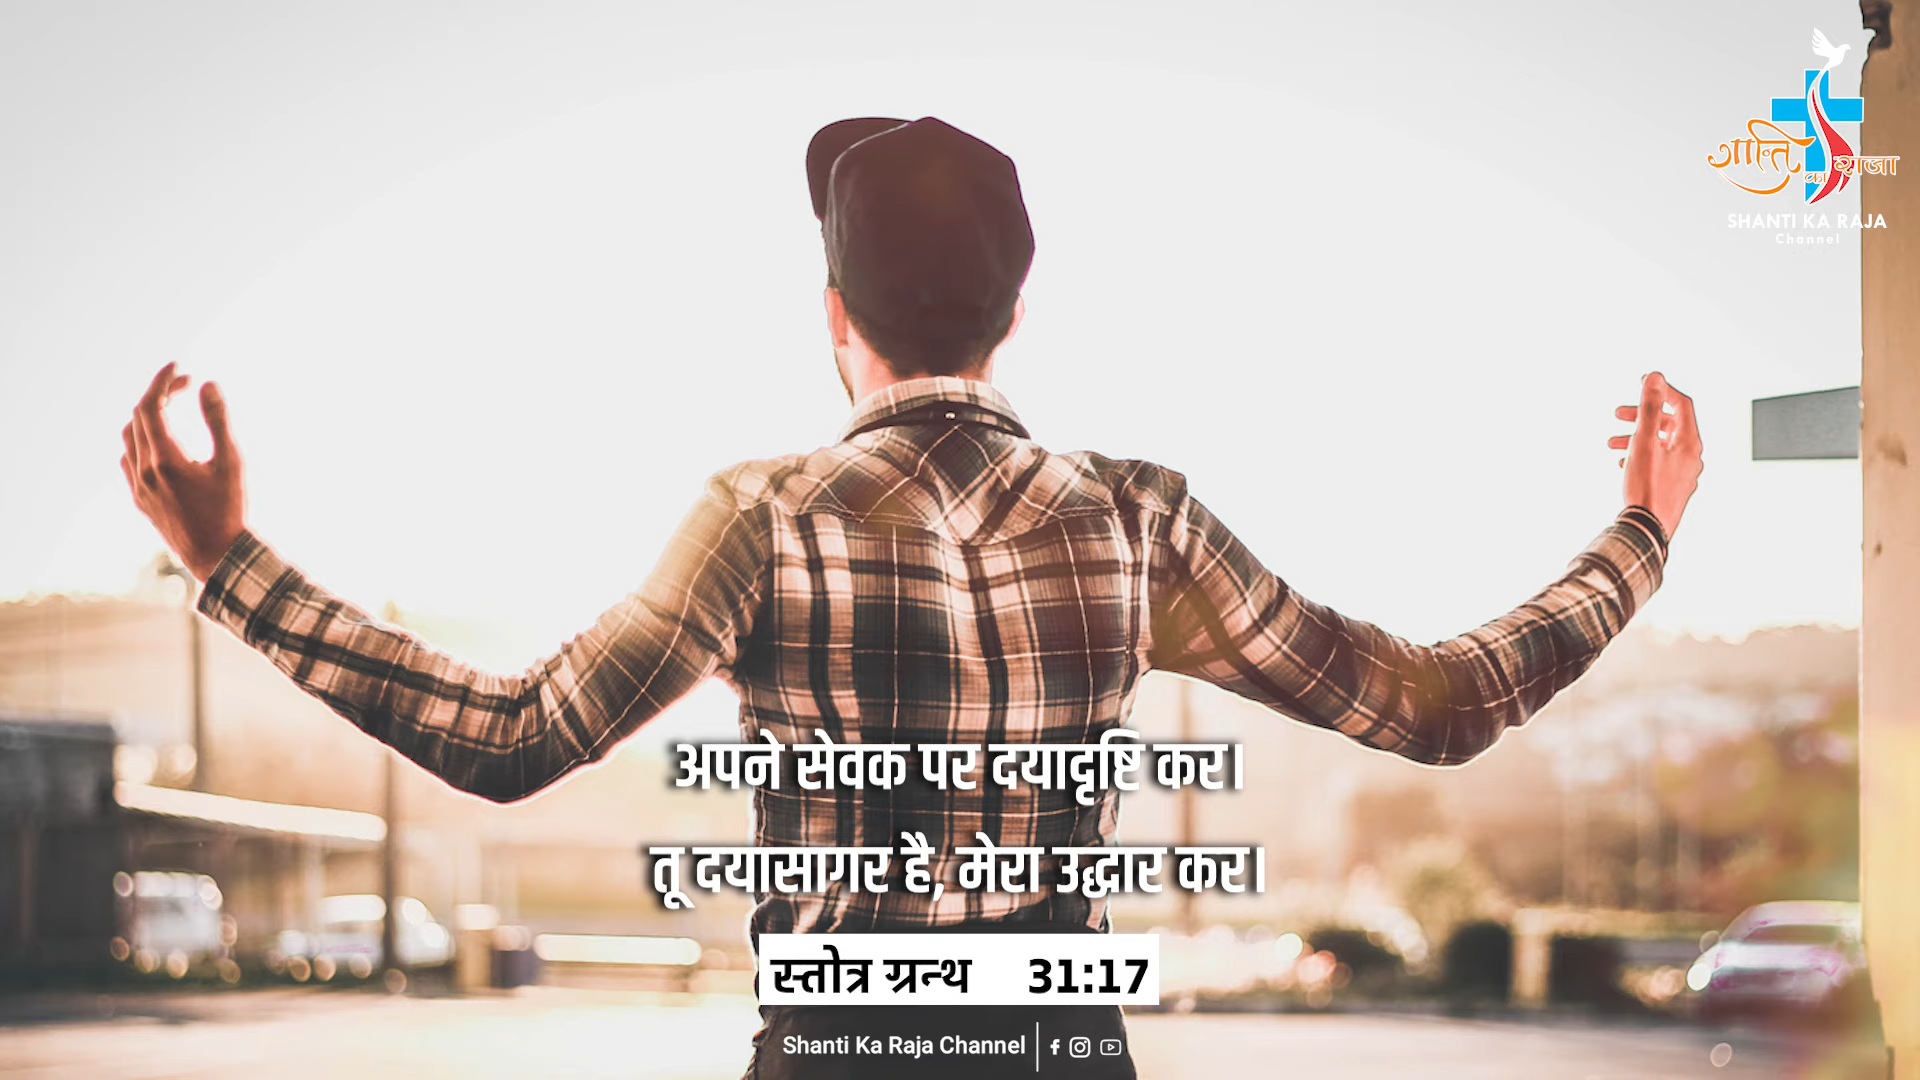 शान्ति का राजा
SHANTI KA RAJA
Channel
अपने सेवक पर दयादृष्टि कर।
तू दयासागर है, मेरा उद्धार कर।
स्तोत्र ग्रन्थ 31:17
Shanti Ka Raja Channel